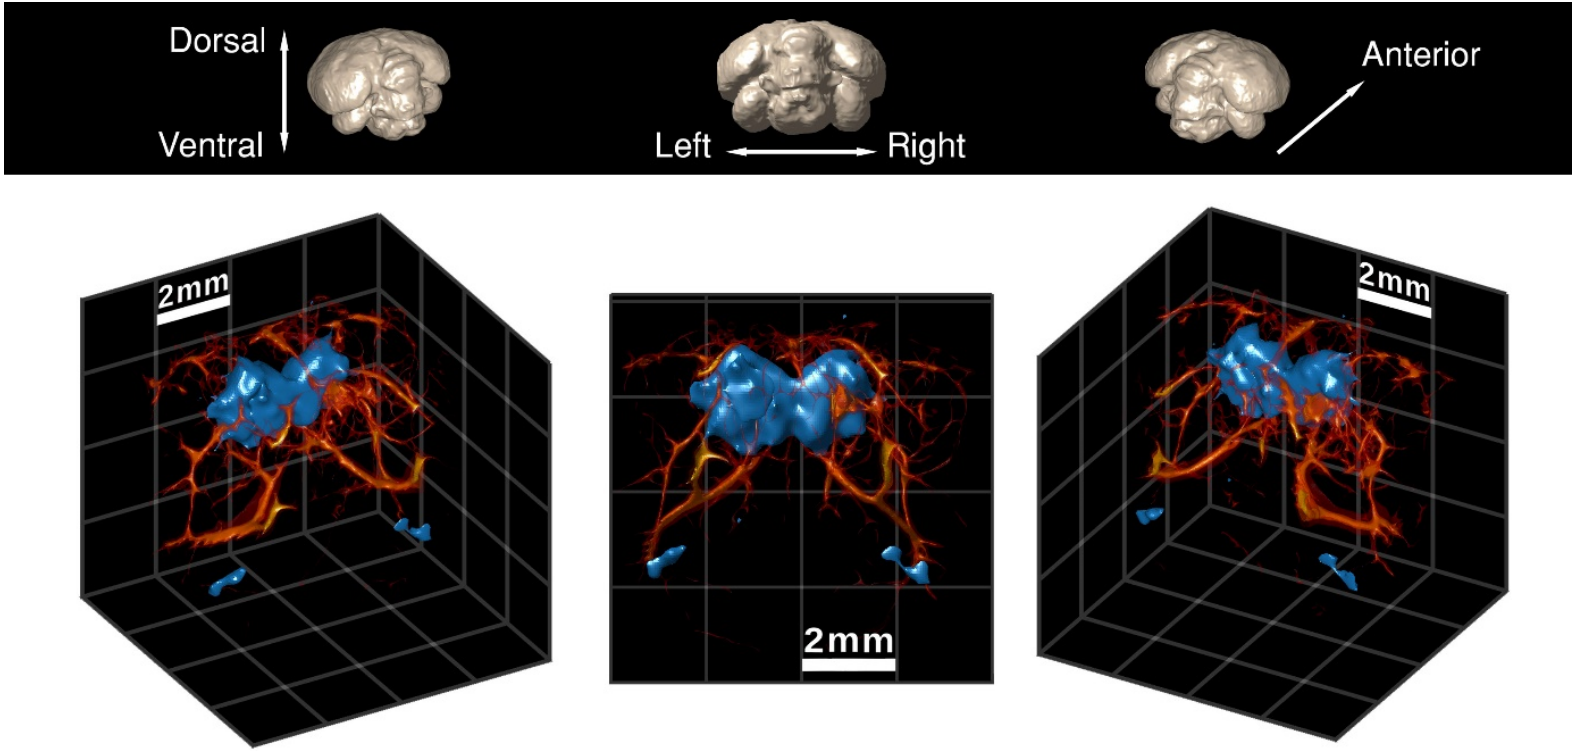 Dorsal
Ventral
Left
Right
Anterior
2mm
2mm
2mm